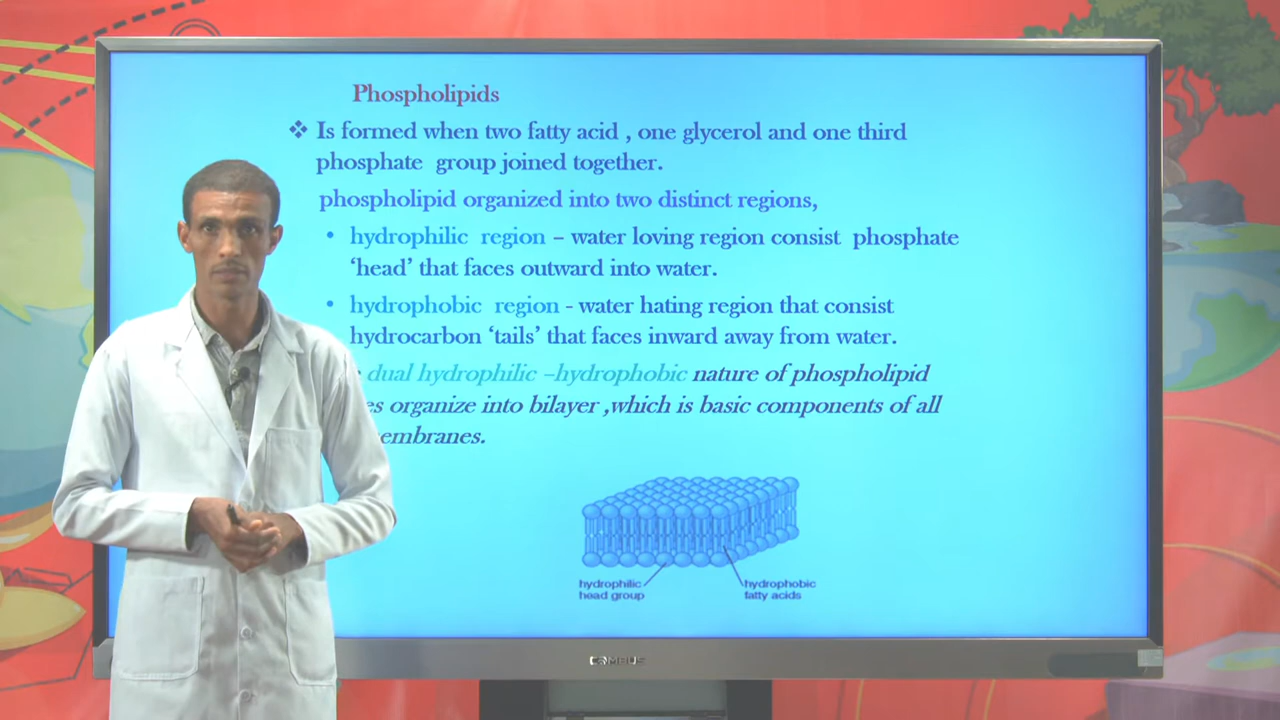 Phospholipids
❖ Is formed when two fatty acid , one glycerol and one third
phosphate group joined together.
phospholipid organized into two distinct regions,
• hydrophilic region – water loving region consist phosphate
‘head’ that faces outward into water.
• hydrophobic region - water hating region that consist
hydrocarbon ‘tails’ that faces inward away from water.
dual hydrophilic –hydrophobic nature of phospholipid
organize into bilayer ,which is basic components of all
hydrophilic
head group
hydrophobic
fatty acids